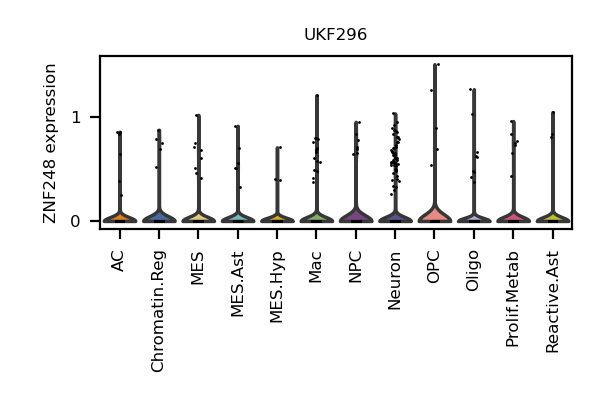 UKF296
ZNF248 expression
1
0
AC
Chromatin.Reg
MES
MES.Ast
MES.Hyp
Mac
NPC
Neuron
OPC
Oligo
Prolif.Metab
Reactive.Ast